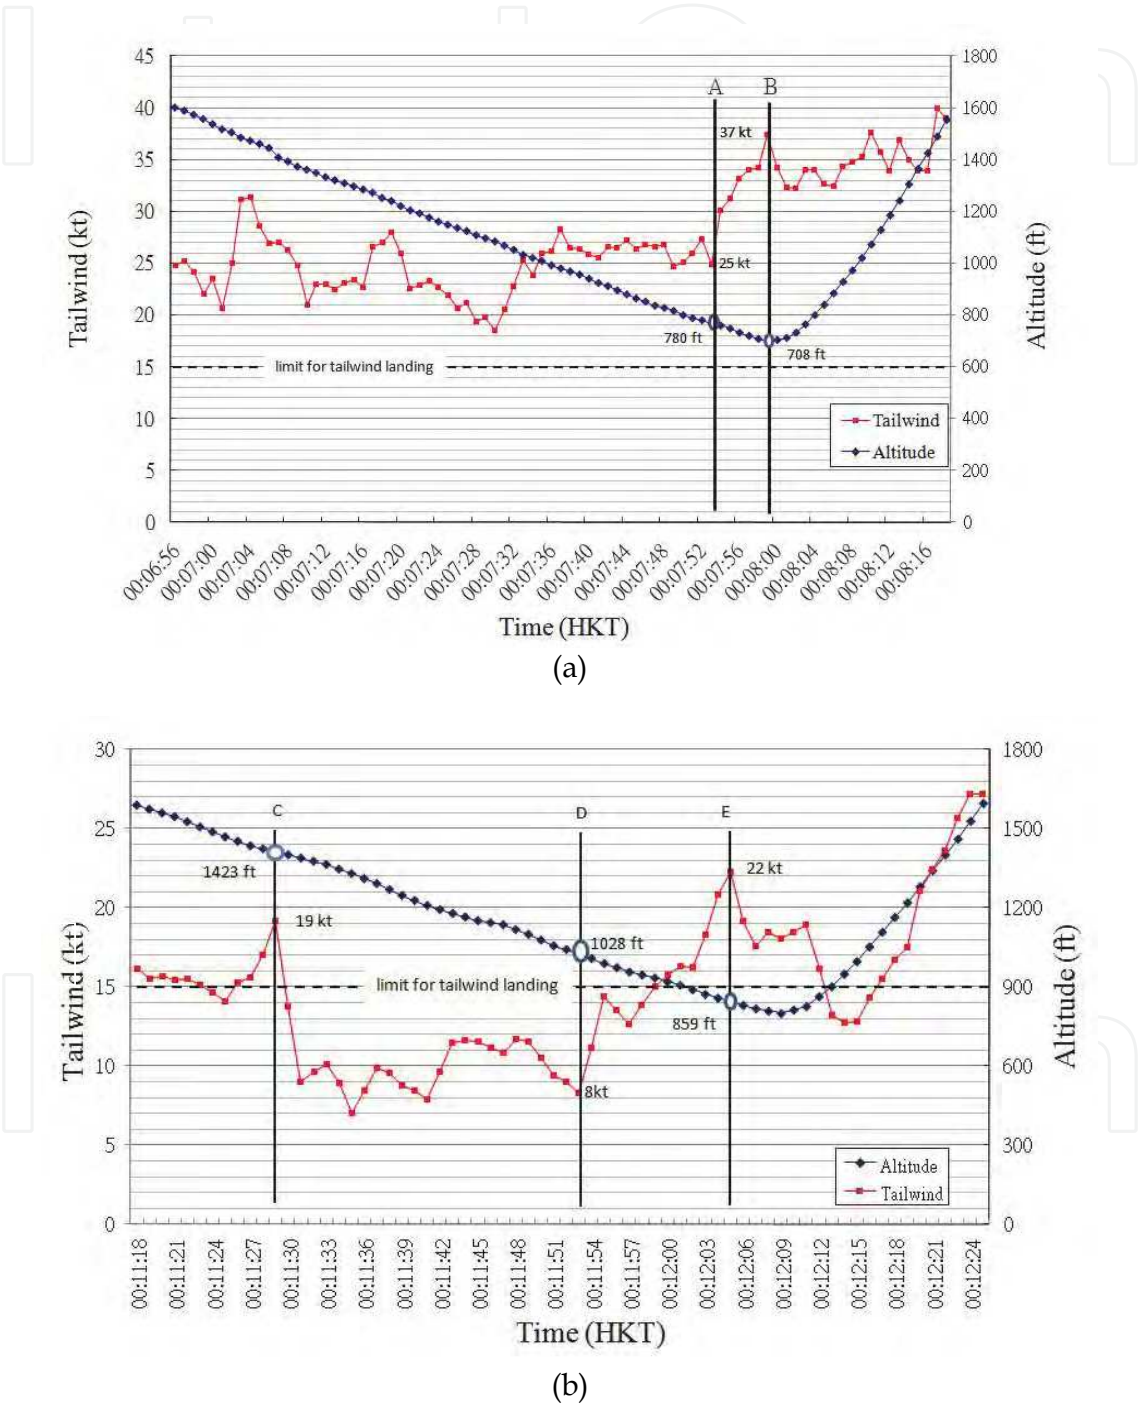 45
40
35
30
25
20
15
10
5
0
1800
1600
1400
1200
1000
800
600
400
200
0
Tailwind (kt)
Altitude (ft)
A B
37 kt
25 kt
780 ft
708 ft
limit for tailwind landing
Tailwind
Altitude
00:06:56 00:07:00 00:07:04 00:07:08 00:07:12 00:07:16 00:07:20 00:07:24 00:07:28 00:07:32 00:07:36 00:07:40 00:07:44 00:07:48 00:07:52 00:07:56 00:08:00 00:08:04 00:08:08 00:08:12 00:08:16
Time (HKT)
(a)
30
25
20
15
10
5
0
1800
1500
1200
900
600
300
0
Tailwind (kt)
Altitude (ft)
C D E
1423 ft
19 kt
22 kt
1028 ft
limit for tailwind landing
859 ft
8kt
Altitude
Tailwind
00:11:18 00:11:21 00:11:24 00:11:27 00:11:30 00:11:33 00:11:36 00:11:39 00:11:42 00:11:45 00:11:48 00:11:51 00:11:54 00:11:57 00:12:00 00:12:03 00:12:06 00:12:09 00:12:12 00:12:15 00:12:18 00:12:21 00:12:24
Time (HKT)
(b)